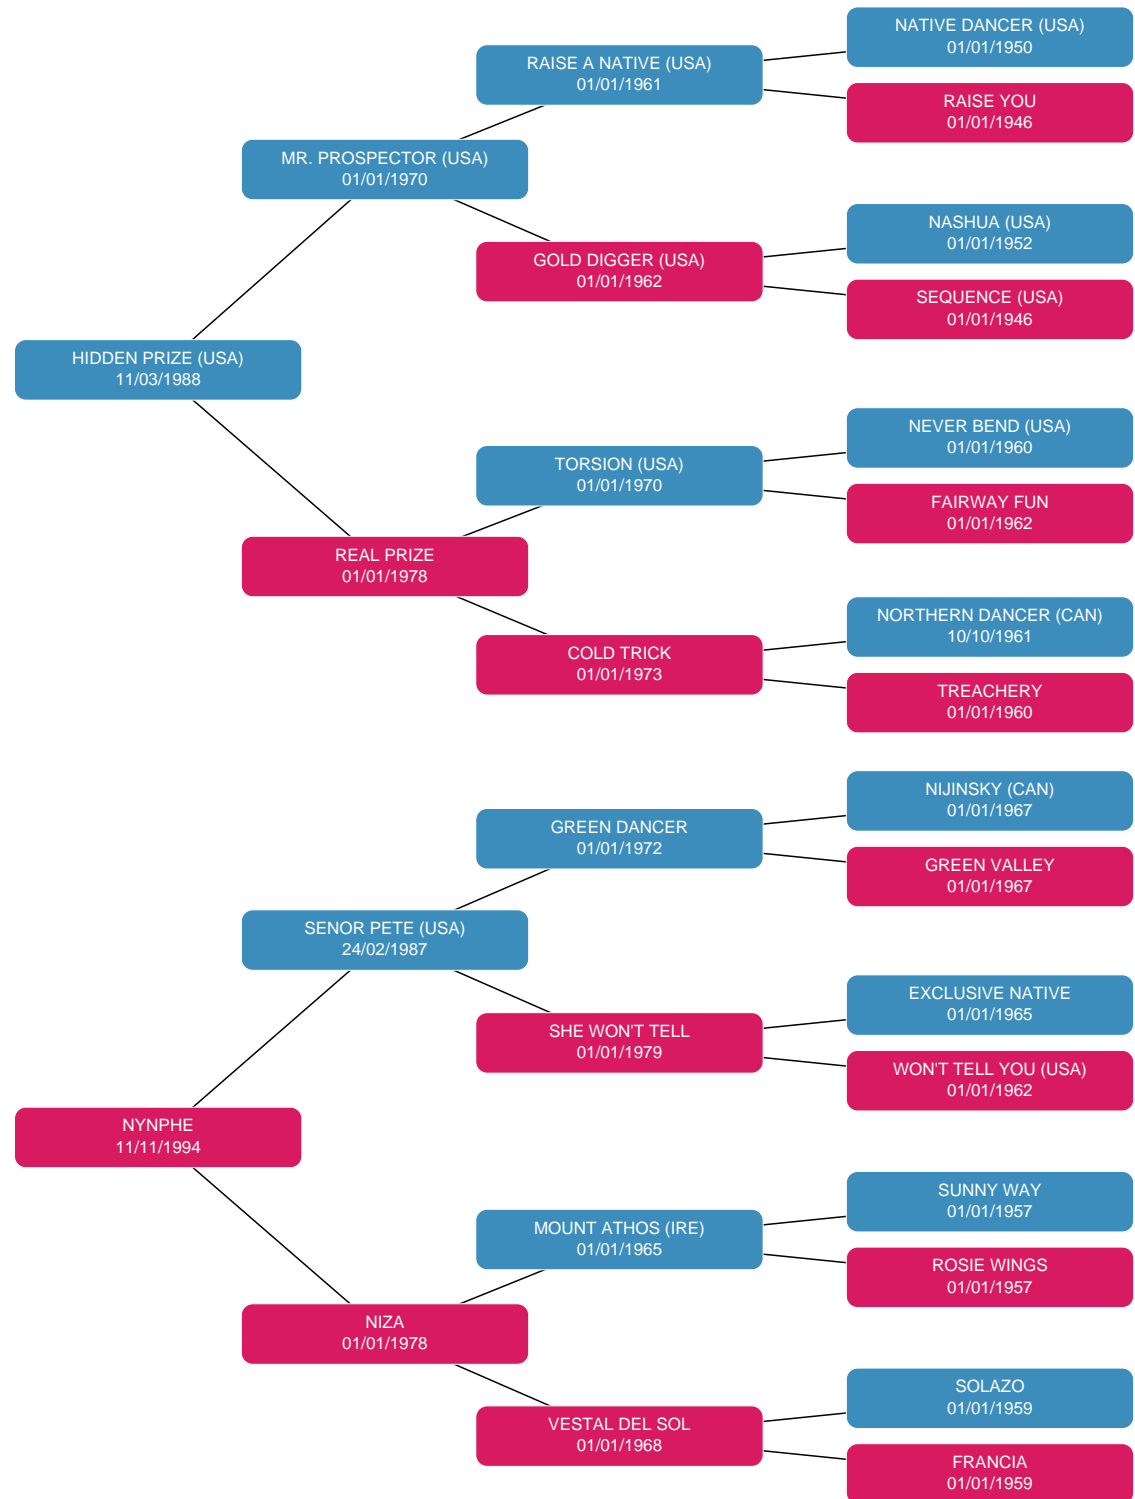 NATIVE DANCER (USA)
01/01/1950
RAISE A NATIVE (USA)
01/01/1961
RAISE YOU
01/01/1946
MR. PROSPECTOR (USA)
01/01/1970
NASHUA (USA)
01/01/1952
GOLD DIGGER (USA)
01/01/1962
SEQUENCE (USA)
01/01/1946
HIDDEN PRIZE (USA)
11/03/1988
NEVER BEND (USA)
01/01/1960
TORSION (USA)
01/01/1970
FAIRWAY FUN
01/01/1962
REAL PRIZE
01/01/1978
NORTHERN DANCER (CAN)
10/10/1961
COLD TRICK
01/01/1973
TREACHERY
01/01/1960
NIJINSKY (CAN)
01/01/1967
GREEN DANCER
01/01/1972
GREEN VALLEY
01/01/1967
SENOR PETE (USA)
24/02/1987
EXCLUSIVE NATIVE
01/01/1965
SHE WON'T TELL
01/01/1979
WON'T TELL YOU (USA)
01/01/1962
NYNPHE
11/11/1994
SUNNY WAY
01/01/1957
MOUNT ATHOS (IRE)
01/01/1965
ROSIE WINGS
01/01/1957
NIZA
01/01/1978
SOLAZO
01/01/1959
VESTAL DEL SOL
01/01/1968
FRANCIA
01/01/1959